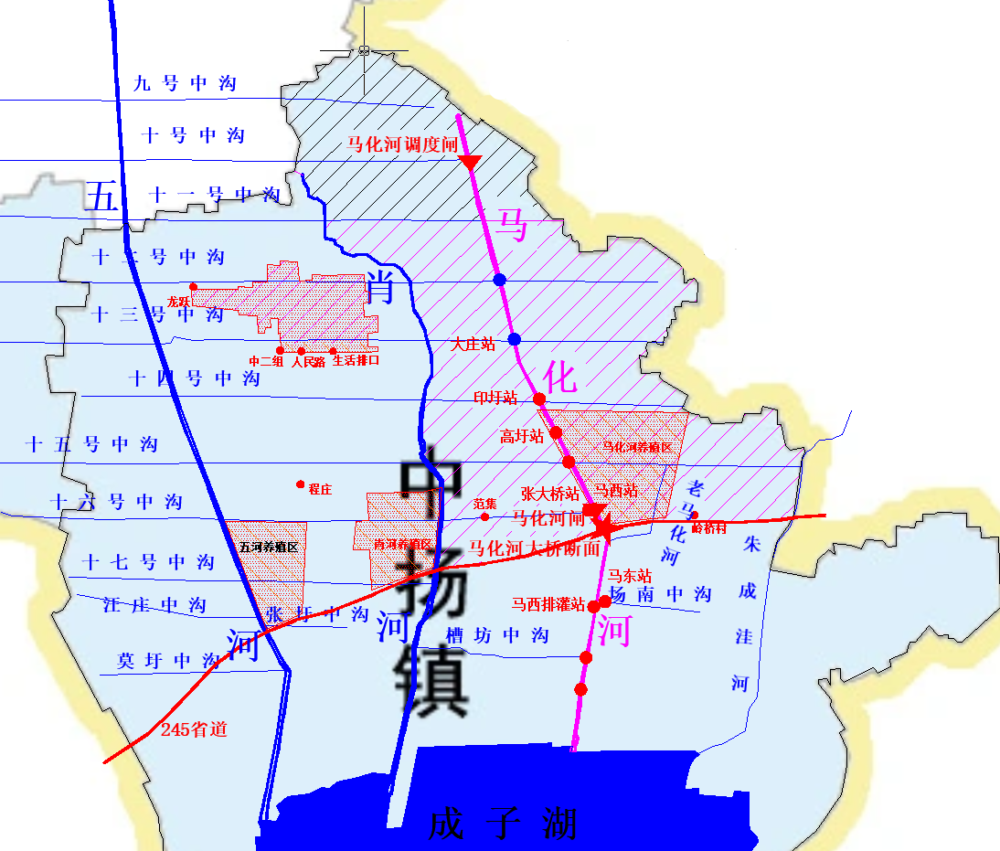 九号中沟
十号中沟
马化河调度闸
五
十一号中沟
马
十二号中沟
肖
龙跃
十三号中沟
大庄站
中二组
人民路
生活排口
化
十四号中沟
印圩站
高圩站
十五号中沟
马化河养殖区
中
程庄
张大桥站
马西站
老马化河
十六号中沟
范集
马化河闸
岭桥村
五河养殖区
肖河养殖区
马化河大桥断面
朱成洼河
十七号中沟
扬
马东站
场南中沟
汪庄中沟
马西排灌站
张圩中沟
河
河
槽坊中沟
河
莫圩中沟
镇
245省道
成子湖